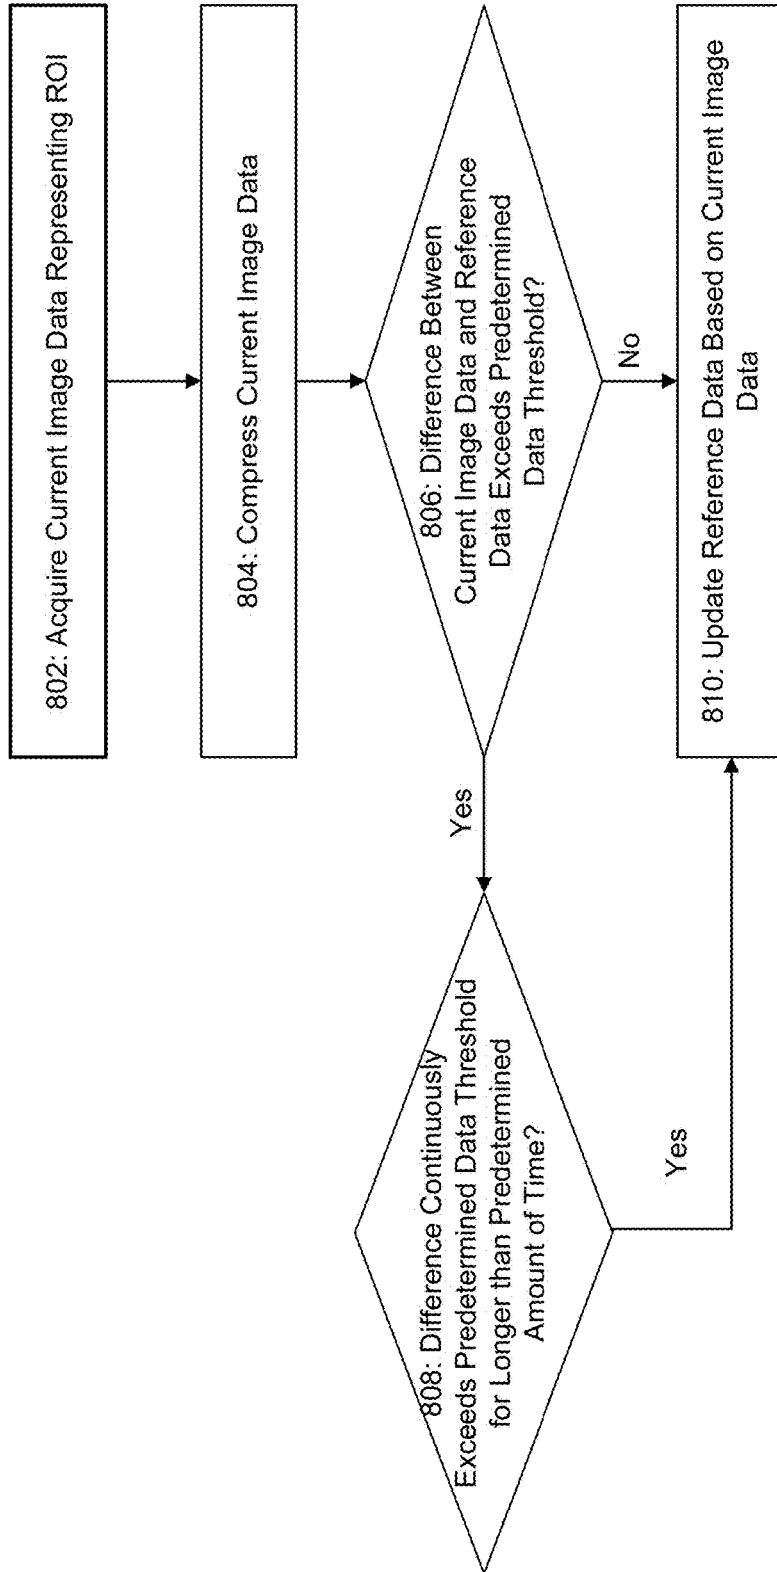 802: Acquire Current Image Data Representing ROI
804: Compress Current Image Data
806: Difference Between
Current Image Data and Reference
Data Exceeds Predetermined
Data Threshold?
Yes
No
808: Difference Continuously
Exceeds Predetermined Data Threshold
for Longer than Predetermined
Amount of Time?
Yes
810: Update Reference Data Based on Current Image
Data